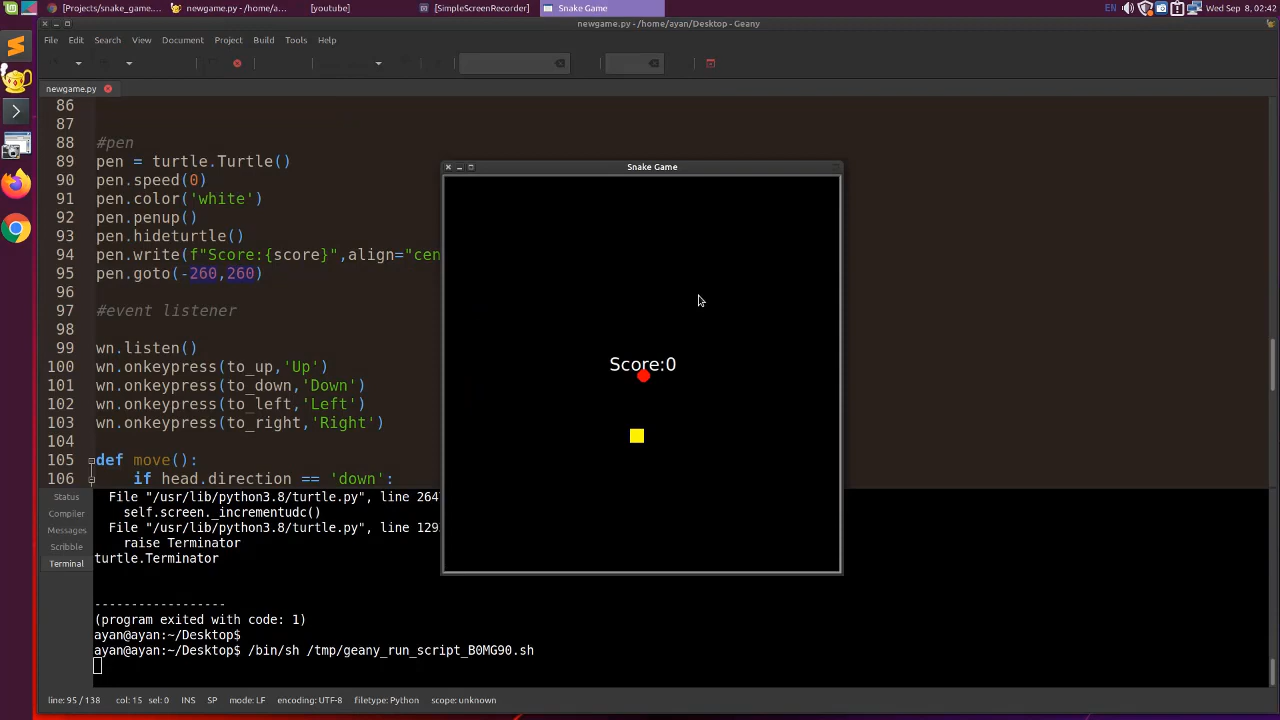 [Projects/snake_game....
newgame.py - /home/a...
[youtube]
[SimpleScreenRecorder]
Snake Game
EN
Wed Sep 8, 02:42
newgame.py - /home/ayan/Desktop - Geany
File Edit Search View Document Project Build Tools Help
newgame.py
86
87
88 #pen
89 pen = turtle.Turtle()
90 pen.speed(0)
91 pen.color('white')
92 pen.penup()
93 pen.hideturtle()
94 pen.write(f"Score:{score}",align="cen
95 pen.goto(-260,260)
96
97 #event listener
98
99 wn.listen()
100 wn.onkeypress(to_up,'Up')
101 wn.onkeypress(to_down,'Down')
102 wn.onkeypress(to_left,'Left')
103 wn.onkeypress(to_right,'Right')
104
105 def move():
106 if head.direction == 'down':
Snake Game
Score:0
Status
Compiler
Messages
Scribble
Terminal
File "/usr/lib/python3.8/turtle.py", line 264
self.screen._incrementudc()
File "/usr/lib/python3.8/turtle.py", line 129
raise Terminator
turtle.Terminator
------------------
(program exited with code: 1)
ayan@ayan:~/Desktop$
ayan@ayan:~/Desktop$ /bin/sh /tmp/geany_run_script_B0MG90.sh
line: 95 / 138 col: 15 sel: 0 INS SP mode: LF encoding: UTF-8 filetype: Python scope: unknown